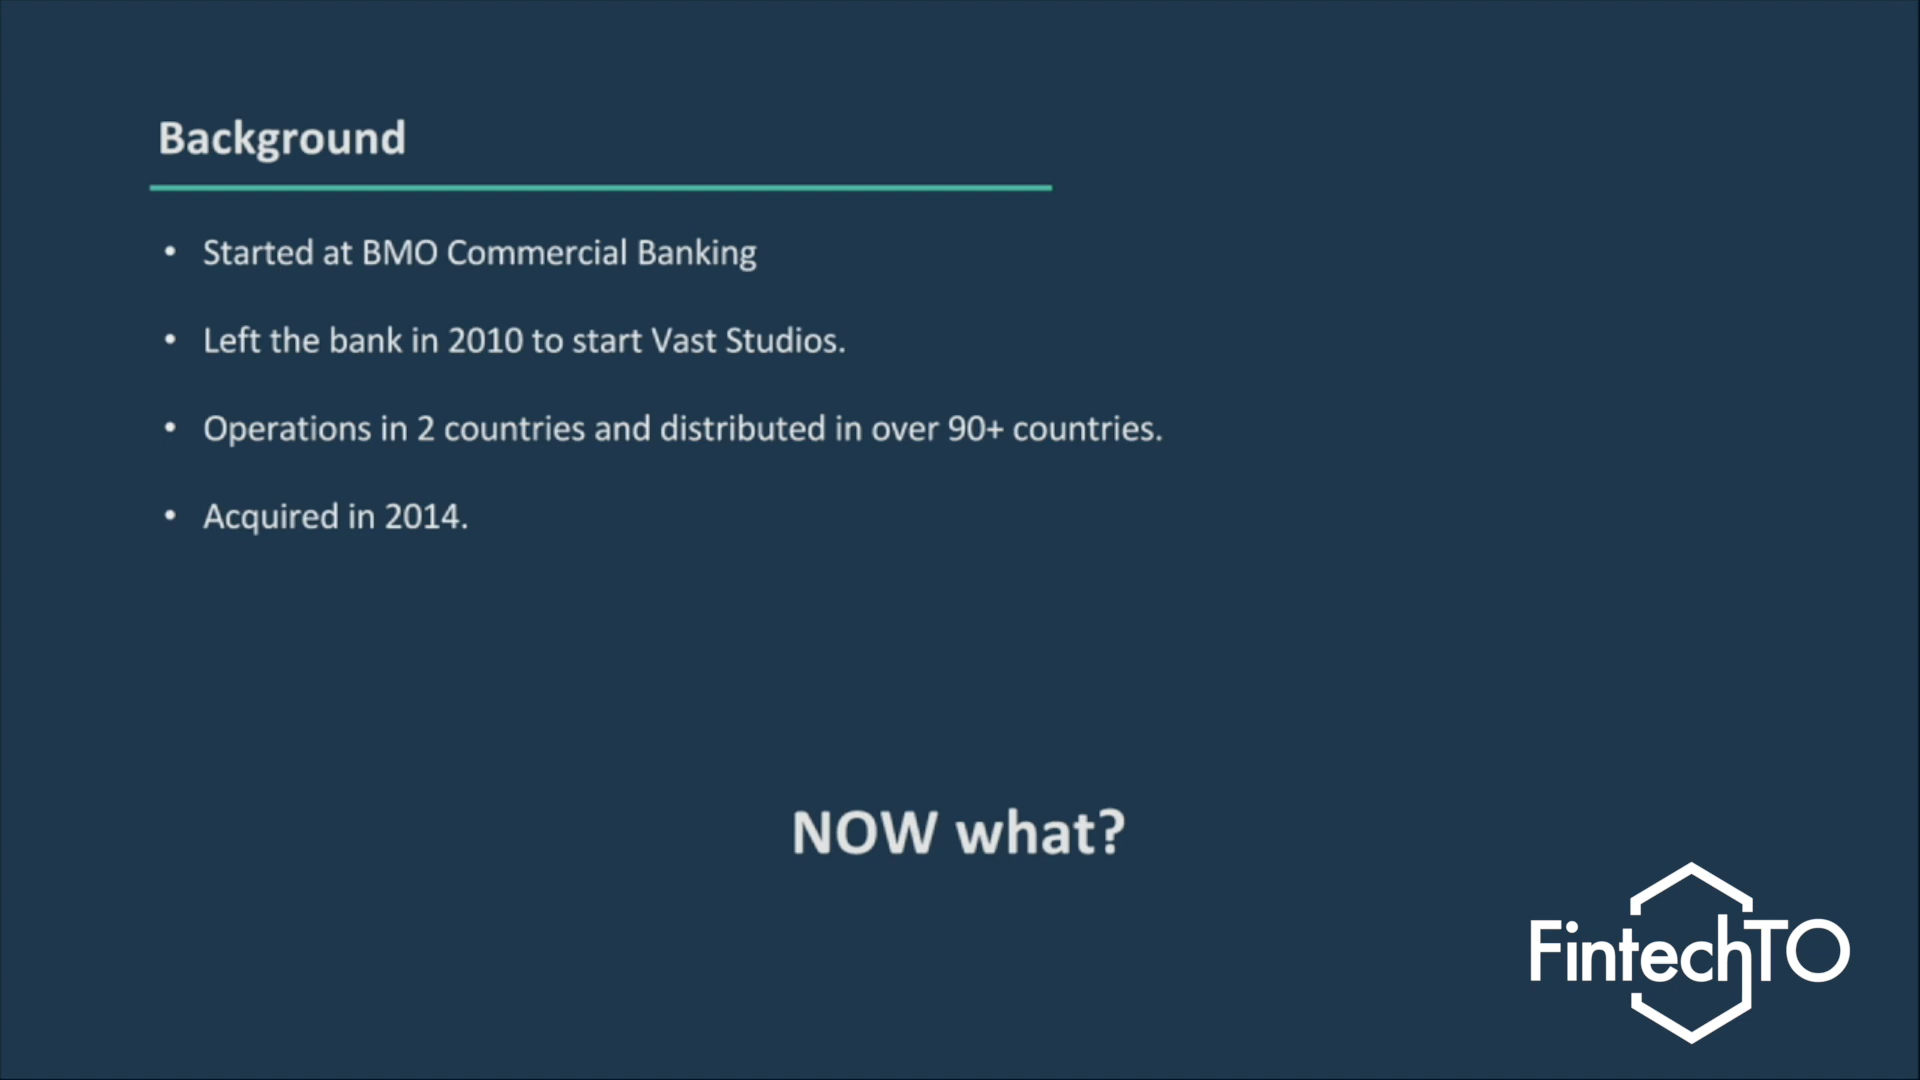 Background
• Started at BMO Commercial Banking
• Left the bank in 2010 to start Vast Studios.
• Operations in 2 countries and distributed in over 90+ countries.
• Acquired in 2014.
NOW what?
FintechTO